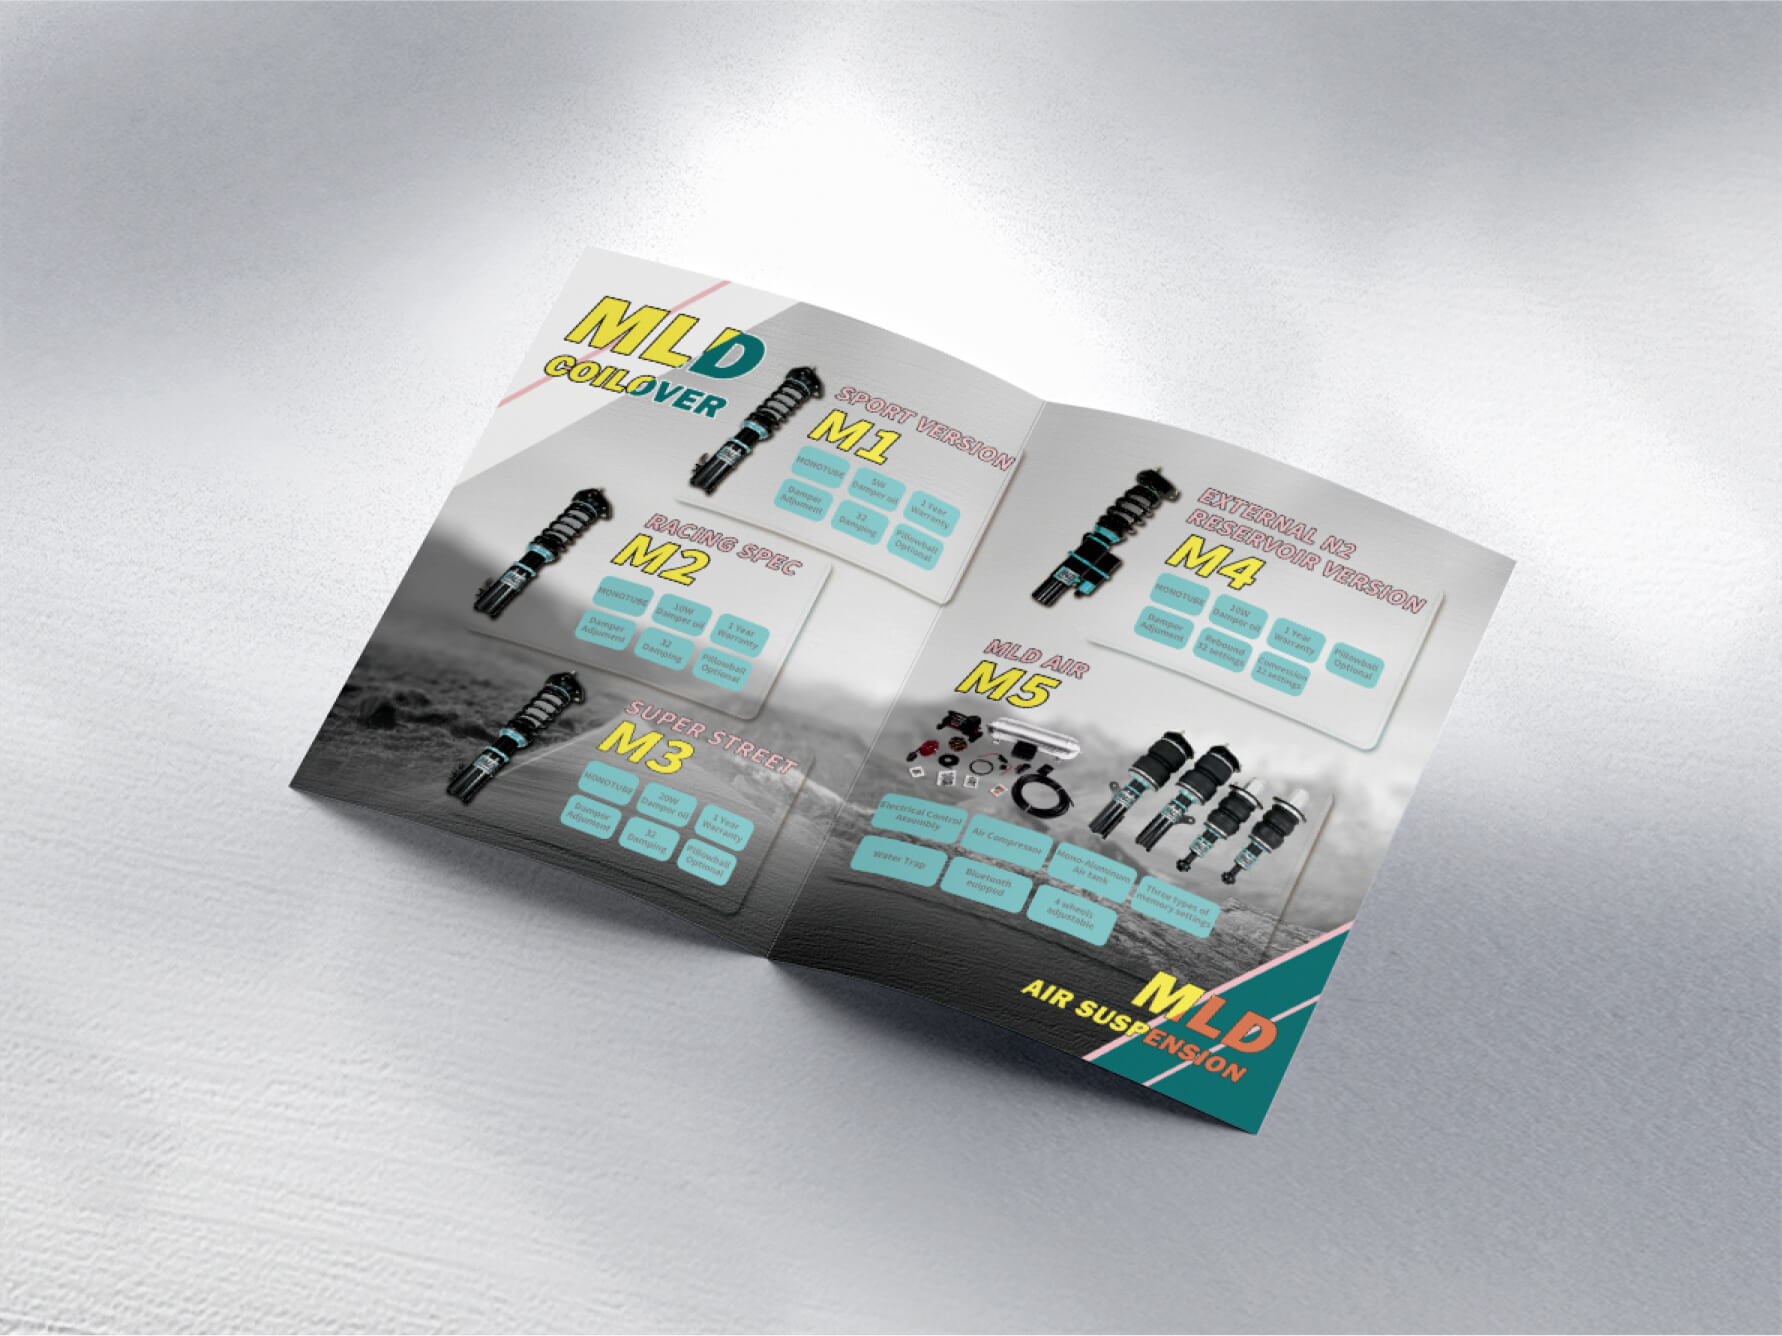 MLD
COILOVER
SPORT VERSION
M1
MONOTUBE
5W
Damper oil
1 Year
Warranty
Damper
Adjument
32
Damping
Pillowball
Optional
RACING SPEC
M2
MONOTUBE
10W
Damper oil
1 Year
Warranty
Damper
Adjument
32
Damping
Pillowball
Optional
SUPER STREET
M3
MONOTUBE
20W
Damper oil
1 Year
Warranty
Damper
Adjument
32
Damping
Pillowball
Optional
EXTERNAL N2
RESERVOIR VERSION
M4
MONOTUBE
10W
Damper oil
1 Year
Warranty
Pillowball
Optional
Damper
Adjument
Rebound
32 settings
Comression
12 settings
MLD AIR
M5
Electrical Control
Assembly
Air Compressor
Mono-Aluminum
Air tank
Three types of
memory settings
Water Trap
Bluetooth
euippod
4 wheels
adjustable
MLD
AIR SUSPENSION